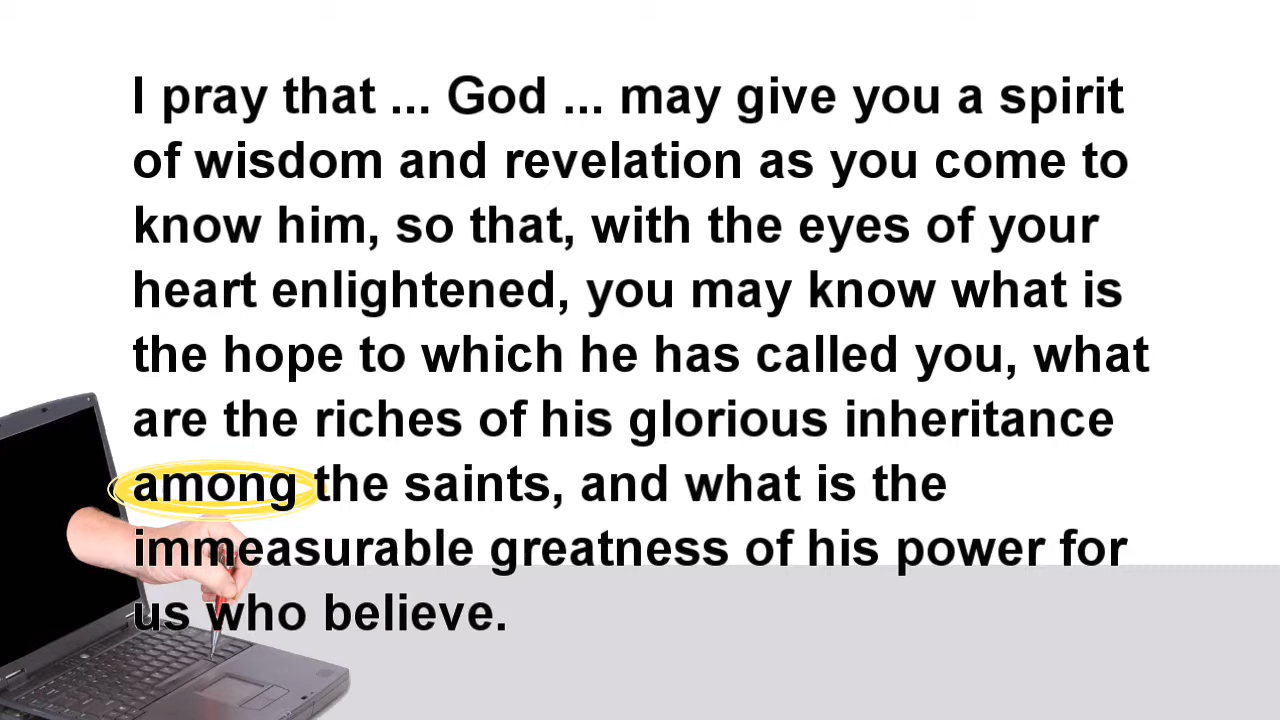 I pray that ... God ... may give you a spirit
of wisdom and revelation as you come to
know him, so that, with the eyes of your
heart enlightened, you may know what is
the hope to which he has called you, what
are the riches of his glorious inheritance
among the saints, and what is the
immeasurable greatness of his power for
us who believe.